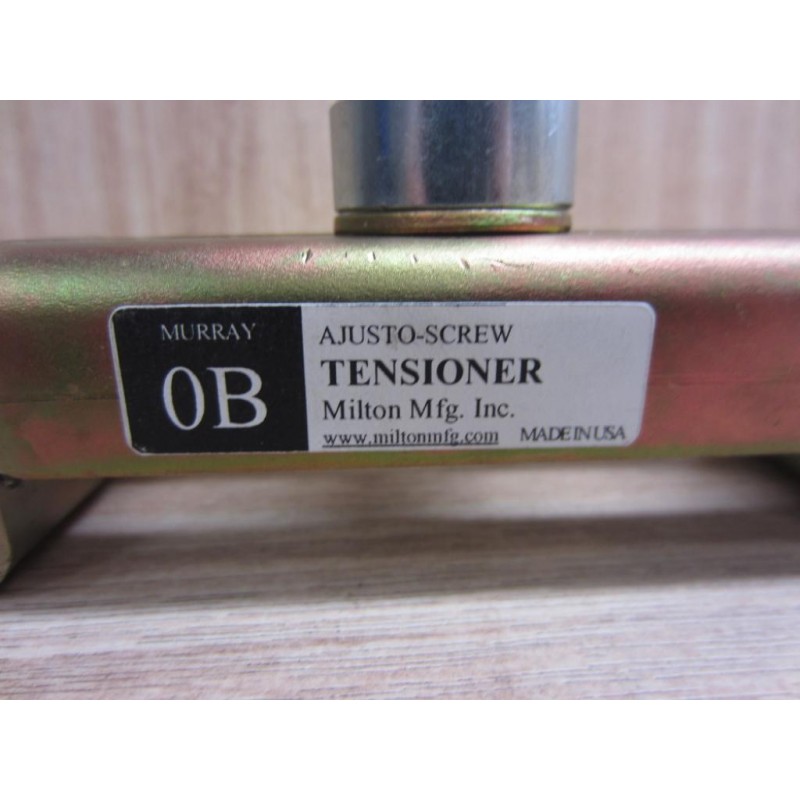 MURRAY
0B
AJUSTO-SCREW
TENSIONER
Milton Mfg. Inc.
www.miltonmfg.com MADE IN USA